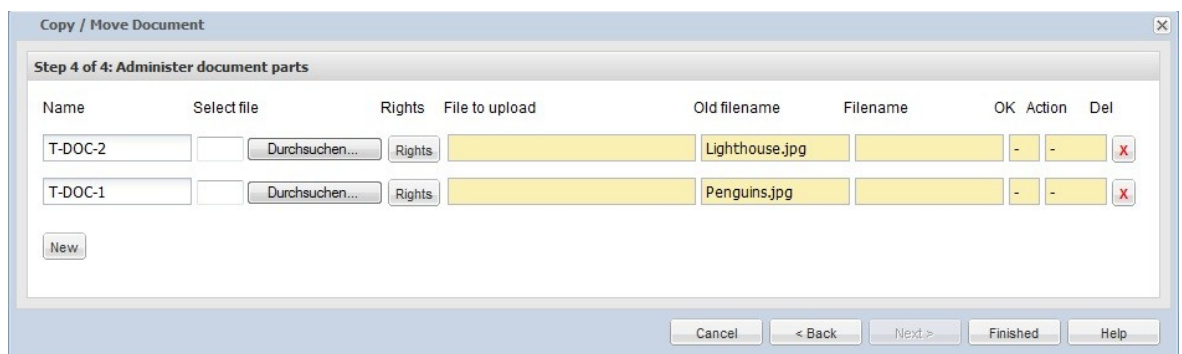 Copy / Move Document
Step 4 of 4: Administer document parts
Name Select file Rights File to upload Old filename Filename OK Action Del
T-DOC-2 Durchsuchen... Rights Lighthouse.jpg - - X
T-DOC-1 Durchsuchen... Rights Penguins.jpg - - X
New
Cancel < Back Next > Finished Help